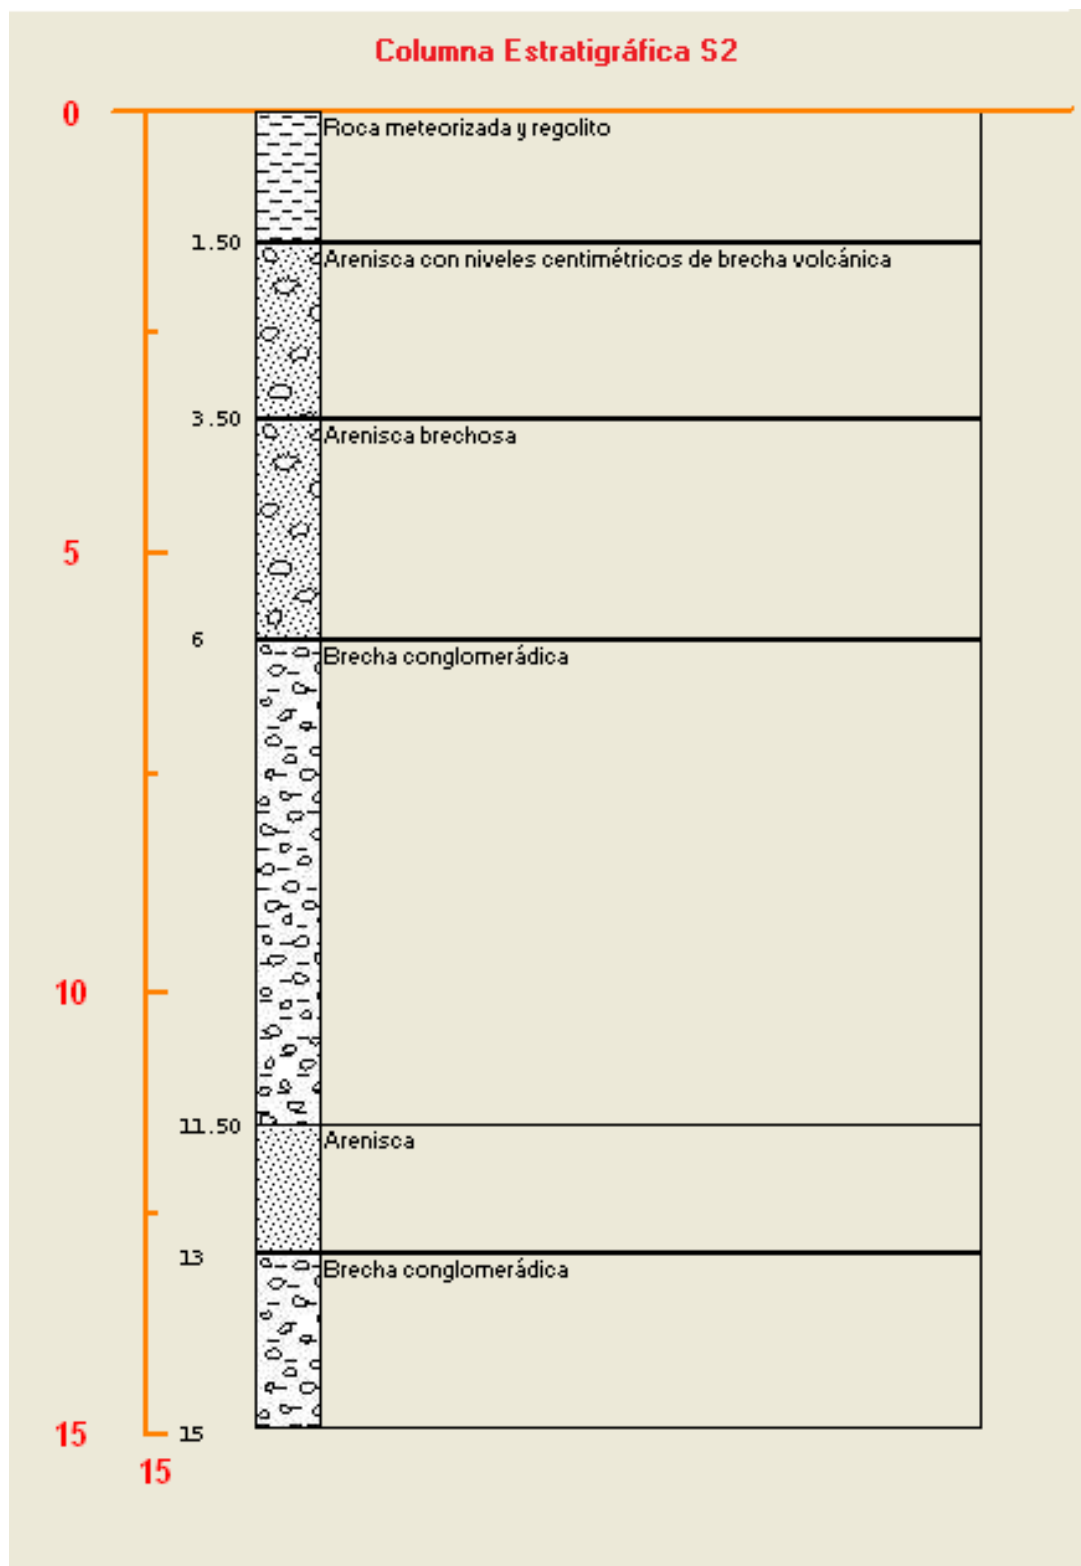 Columna Estratigráfica S2
0
Roca meteorizada y regolito
1.50
Arenisca con niveles centimétricos de brecha volcánica
3.50
Arenisca brechosa
5
6
Brecha conglomerádica
10
11.50
Arenisca
13
Brecha conglomerádica
15
15
15